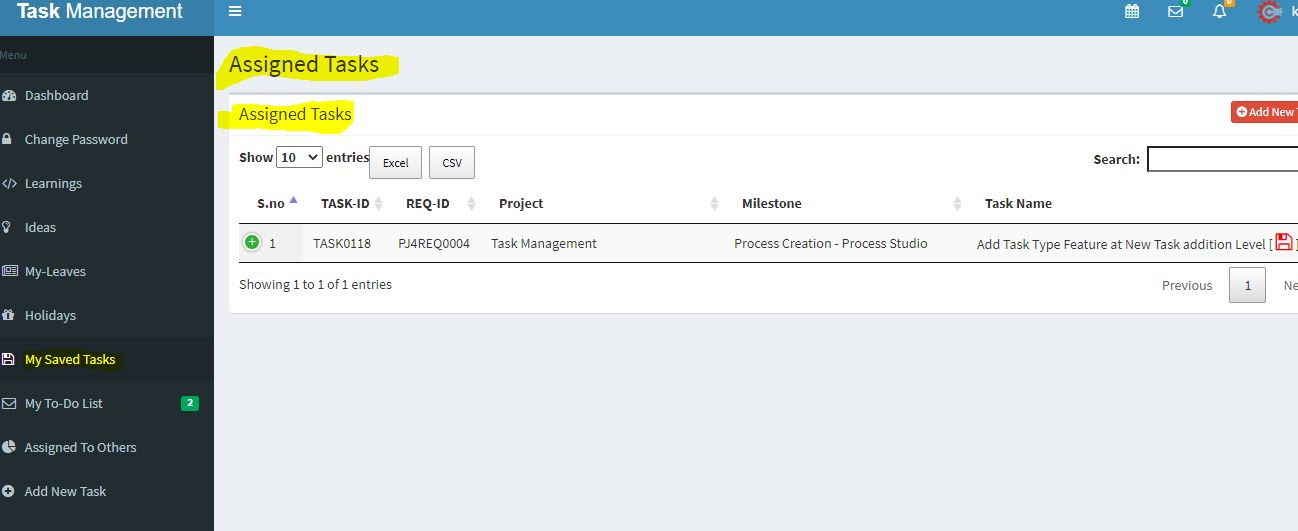 Task Management
0
0
k
Menu
Assigned Tasks
Dashboard
Assigned Tasks
Add New
Change Password
Show 10 entries Excel CSV Search:
Learnings
S.no TASK-ID REQ-ID Project Milestone Task Name
Ideas
1 TASK0118 PJ4REQ0004 Task Management Process Creation - Process Studio Add Task Type Feature at New Task addition Level [ ]
My-Leaves
Showing 1 to 1 of 1 entries Previous 1 Ne
Holidays
My Saved Tasks
My To-Do List 2
Assigned To Others
Add New Task